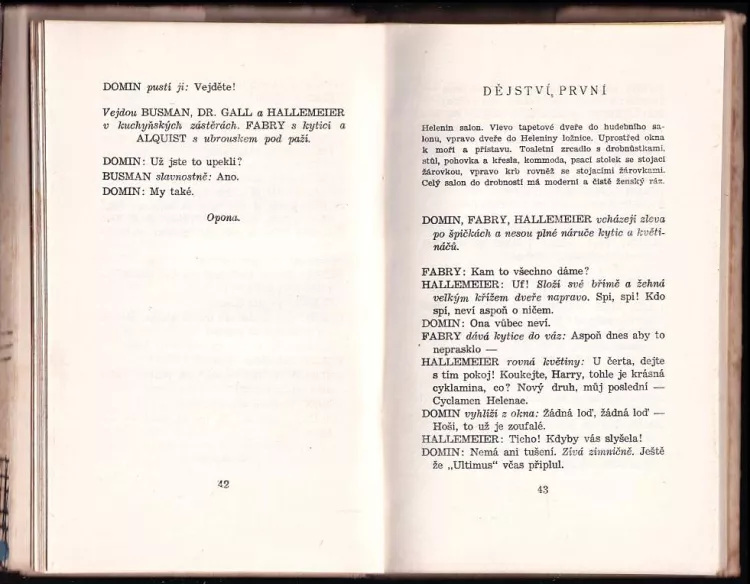 DOMIN pustí ji: Vejděte!
Vejdou BUSMAN, DR. GALL a HALLEMEIER
v kuchyňských zástěrách. FABRY s kyticí a
ALQUIST s ubrouskem pod paží.
DOMIN: Už jste to upekli?
BUSMAN slavnostně: Ano.
DOMIN: My také.
Opona.
42
DĚJSTVÍ PRVNÍ
Helenin salon. Vlevo tapetové dveře do hudebního sa-
lonu, vpravo dveře do Heleniny ložnice. Uprostřed okna
k moři a přístavu. Toaletní zrcadlo s drobnůstkami,
stůl, pohovka a křesla, kommoda, psací stolek se stojací
žárovkou, vpravo krb rovněž se stojacími žárovkami.
Celý salon do drobností má moderní a čistě ženský ráz.
DOMIN, FABRY, HALLEMEIER vcházejí zleva
po špičkách a nesou plné náruče kytic a květi-
náčů.
FABRY: Kam to všechno dáme?
HALLEMEIER: Uf! Složí své břímě a žehná
velkým křížem dveře napravo. Spi, spi! Kdo
spí, neví aspoň o ničem.
DOMIN: Ona vůbec neví.
FABRY dává kytice do váz: Aspoň dnes aby to
neprasklo —
HALLEMEIER rovná květiny: U čerta, dejte
s tím pokoj! Koukejte, Harry, tohle je krásná
cyklamina, co? Nový druh, můj poslední —
Cyclamen Helenae.
DOMIN vyhlíží z okna: Žádná loď, žádná loď —
Hoši, to už je zoufalé.
HALLEMEIER: Ticho! Kdyby vás slyšela!
DOMIN: Nemá ani tušení. Zívá zimničně. Ještě
že „Ultimus“ včas připlul.
43